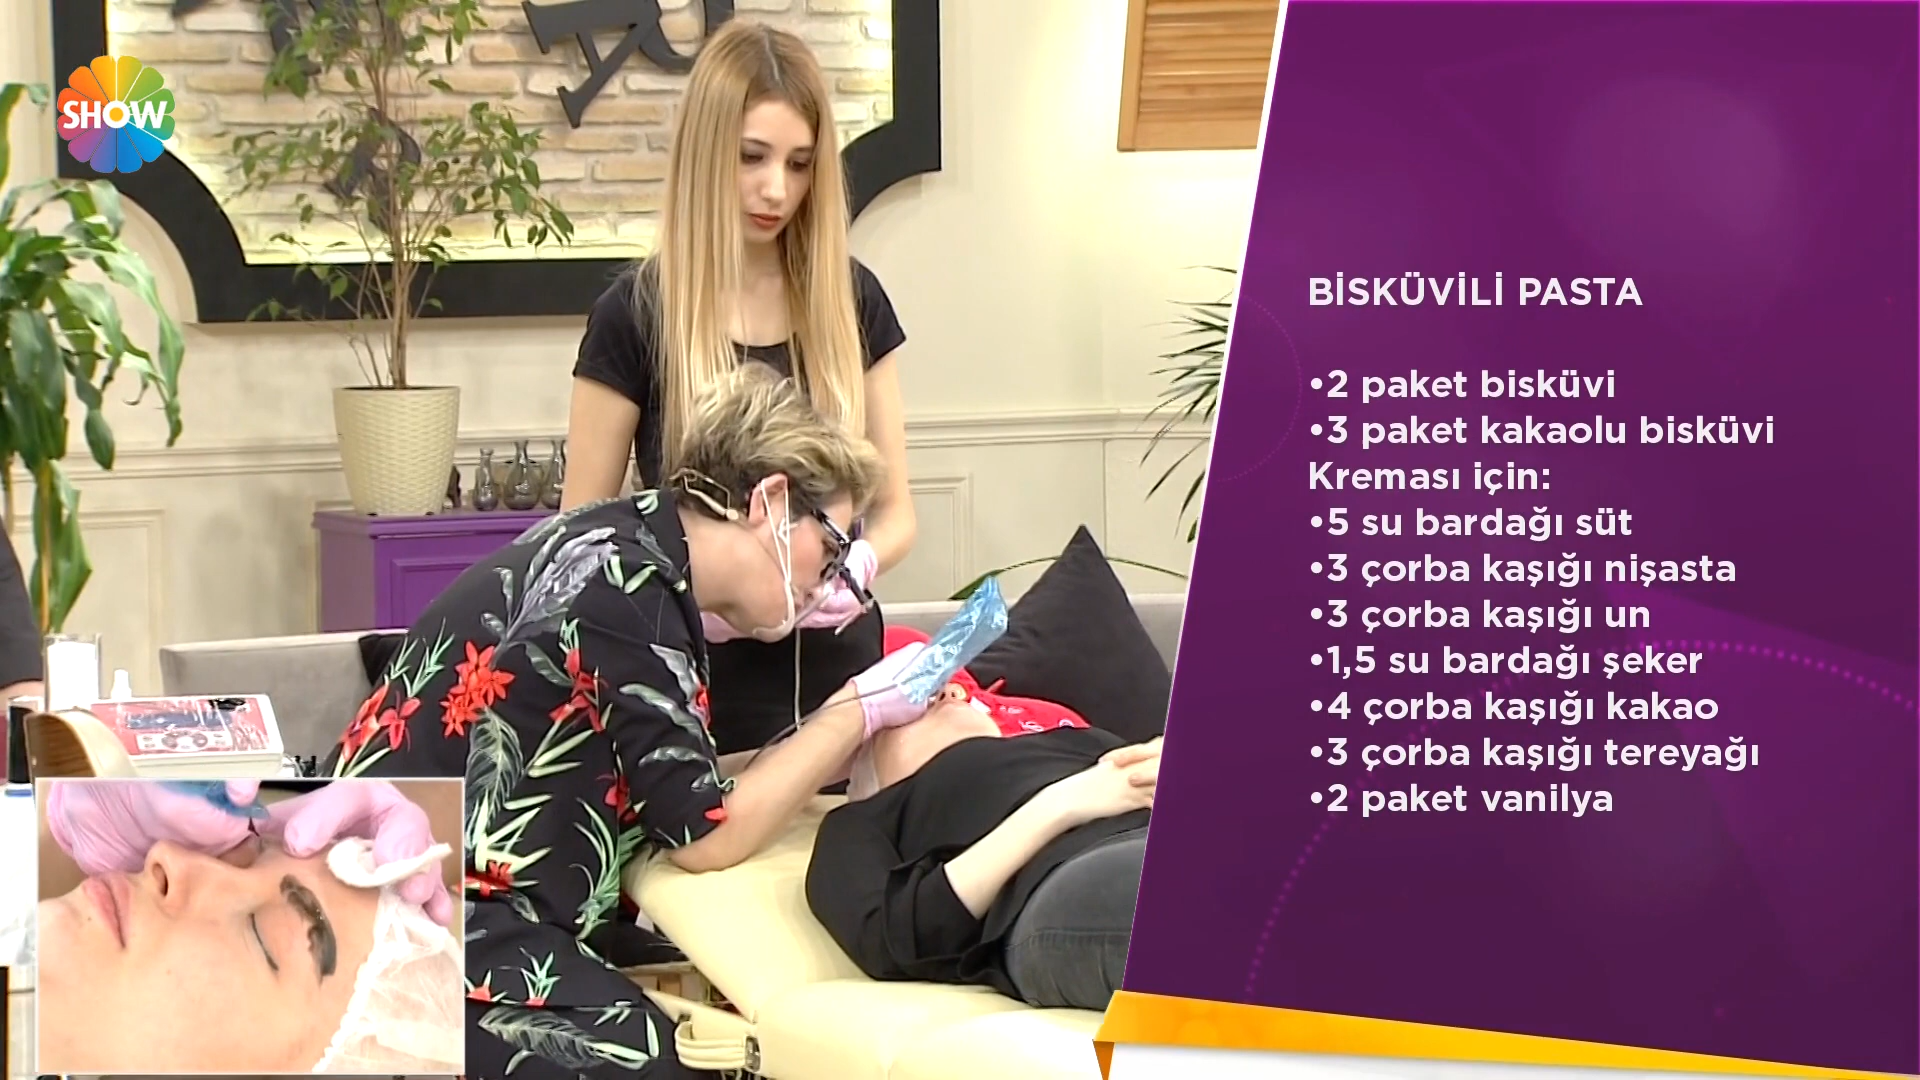 SHOW
BİSKÜVİLİ PASTA
•2 paket bisküvi
•3 paket kakaolu bisküvi
Kreması için:
•5 su bardağı süt
•3 çorba kaşığı nişasta
•3 çorba kaşığı un
•1,5 su bardağı şeker
•4 çorba kaşığı kakao
•3 çorba kaşığı tereyağı
•2 paket vanilya